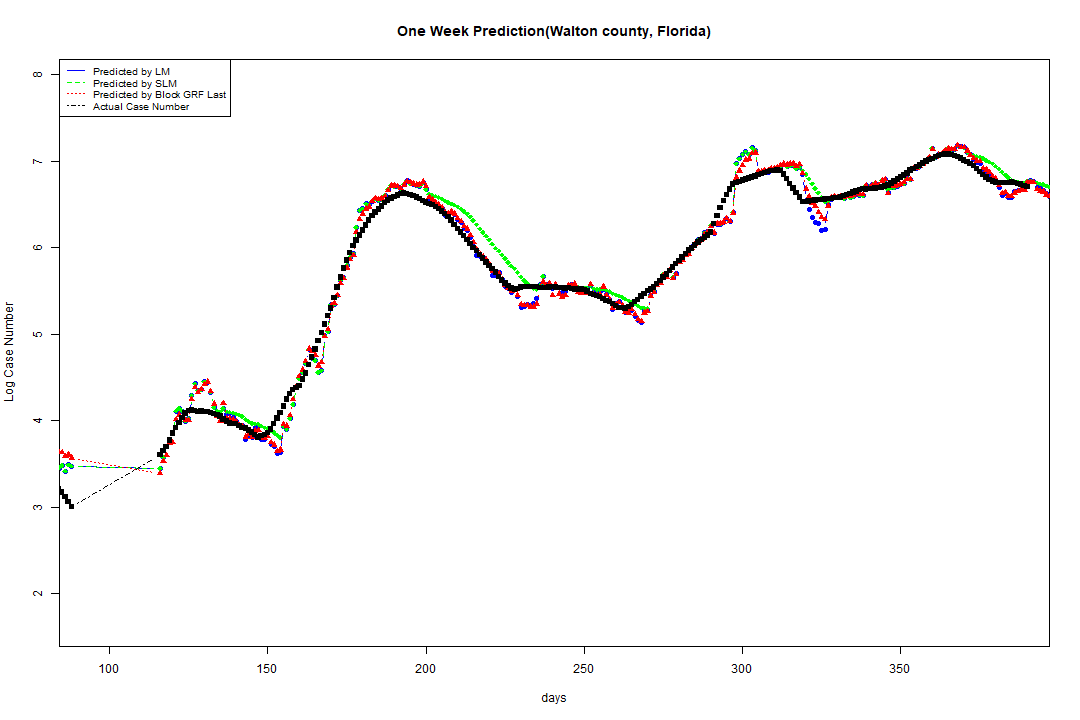 One Week Prediction(Walton county, Florida)
Predicted by LM
Predicted by SLM
Predicted by Block GRF Last
Actual Case Number
Log Case Number
8
7
6
5
4
3
2
100 150 200 250 300 350
days